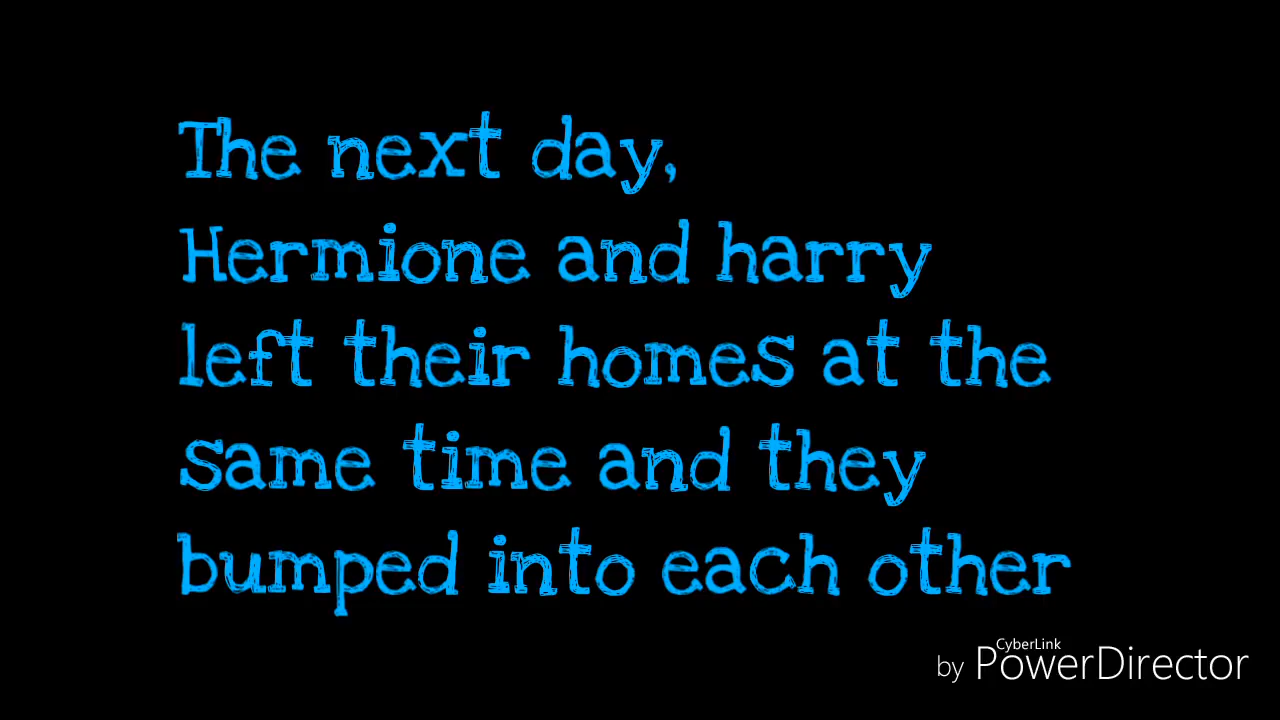 The next day,
Hermione and harry
left their homes at the
same time and they
bumped into each other
CyberLink
by PowerDirector